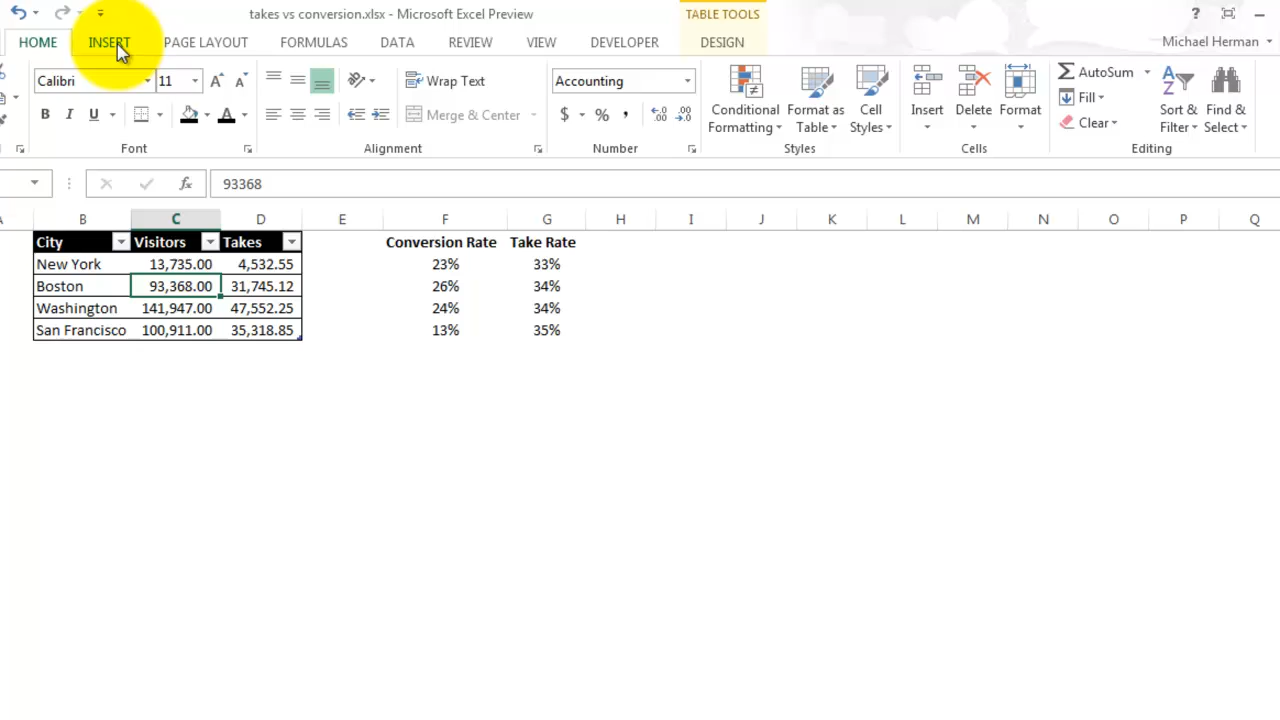 takes vs conversion.xlsx - Microsoft Excel Preview
TABLE TOOLS
?
HOME INSERT PAGE LAYOUT FORMULAS DATA REVIEW VIEW DEVELOPER DESIGN Michael Herman
Calibri 11 A A Wrap Text Accounting Conditional Formatting Format as Table Cell Styles Insert Delete Format AutoSum Sort & Filter Find & Select
B I U A Merge & Center $ % , .00 .00 Fill
Clear
Font Alignment Number Styles Cells Editing
fx 93368
B C D E F G H I J K L M N O P Q
City Visitors Takes Conversion Rate Take Rate
New York 13,735.00 4,532.55 23% 33%
Boston 93,368.00 31,745.12 26% 34%
Washington 141,947.00 47,552.25 24% 34%
San Francisco 100,911.00 35,318.85 13% 35%